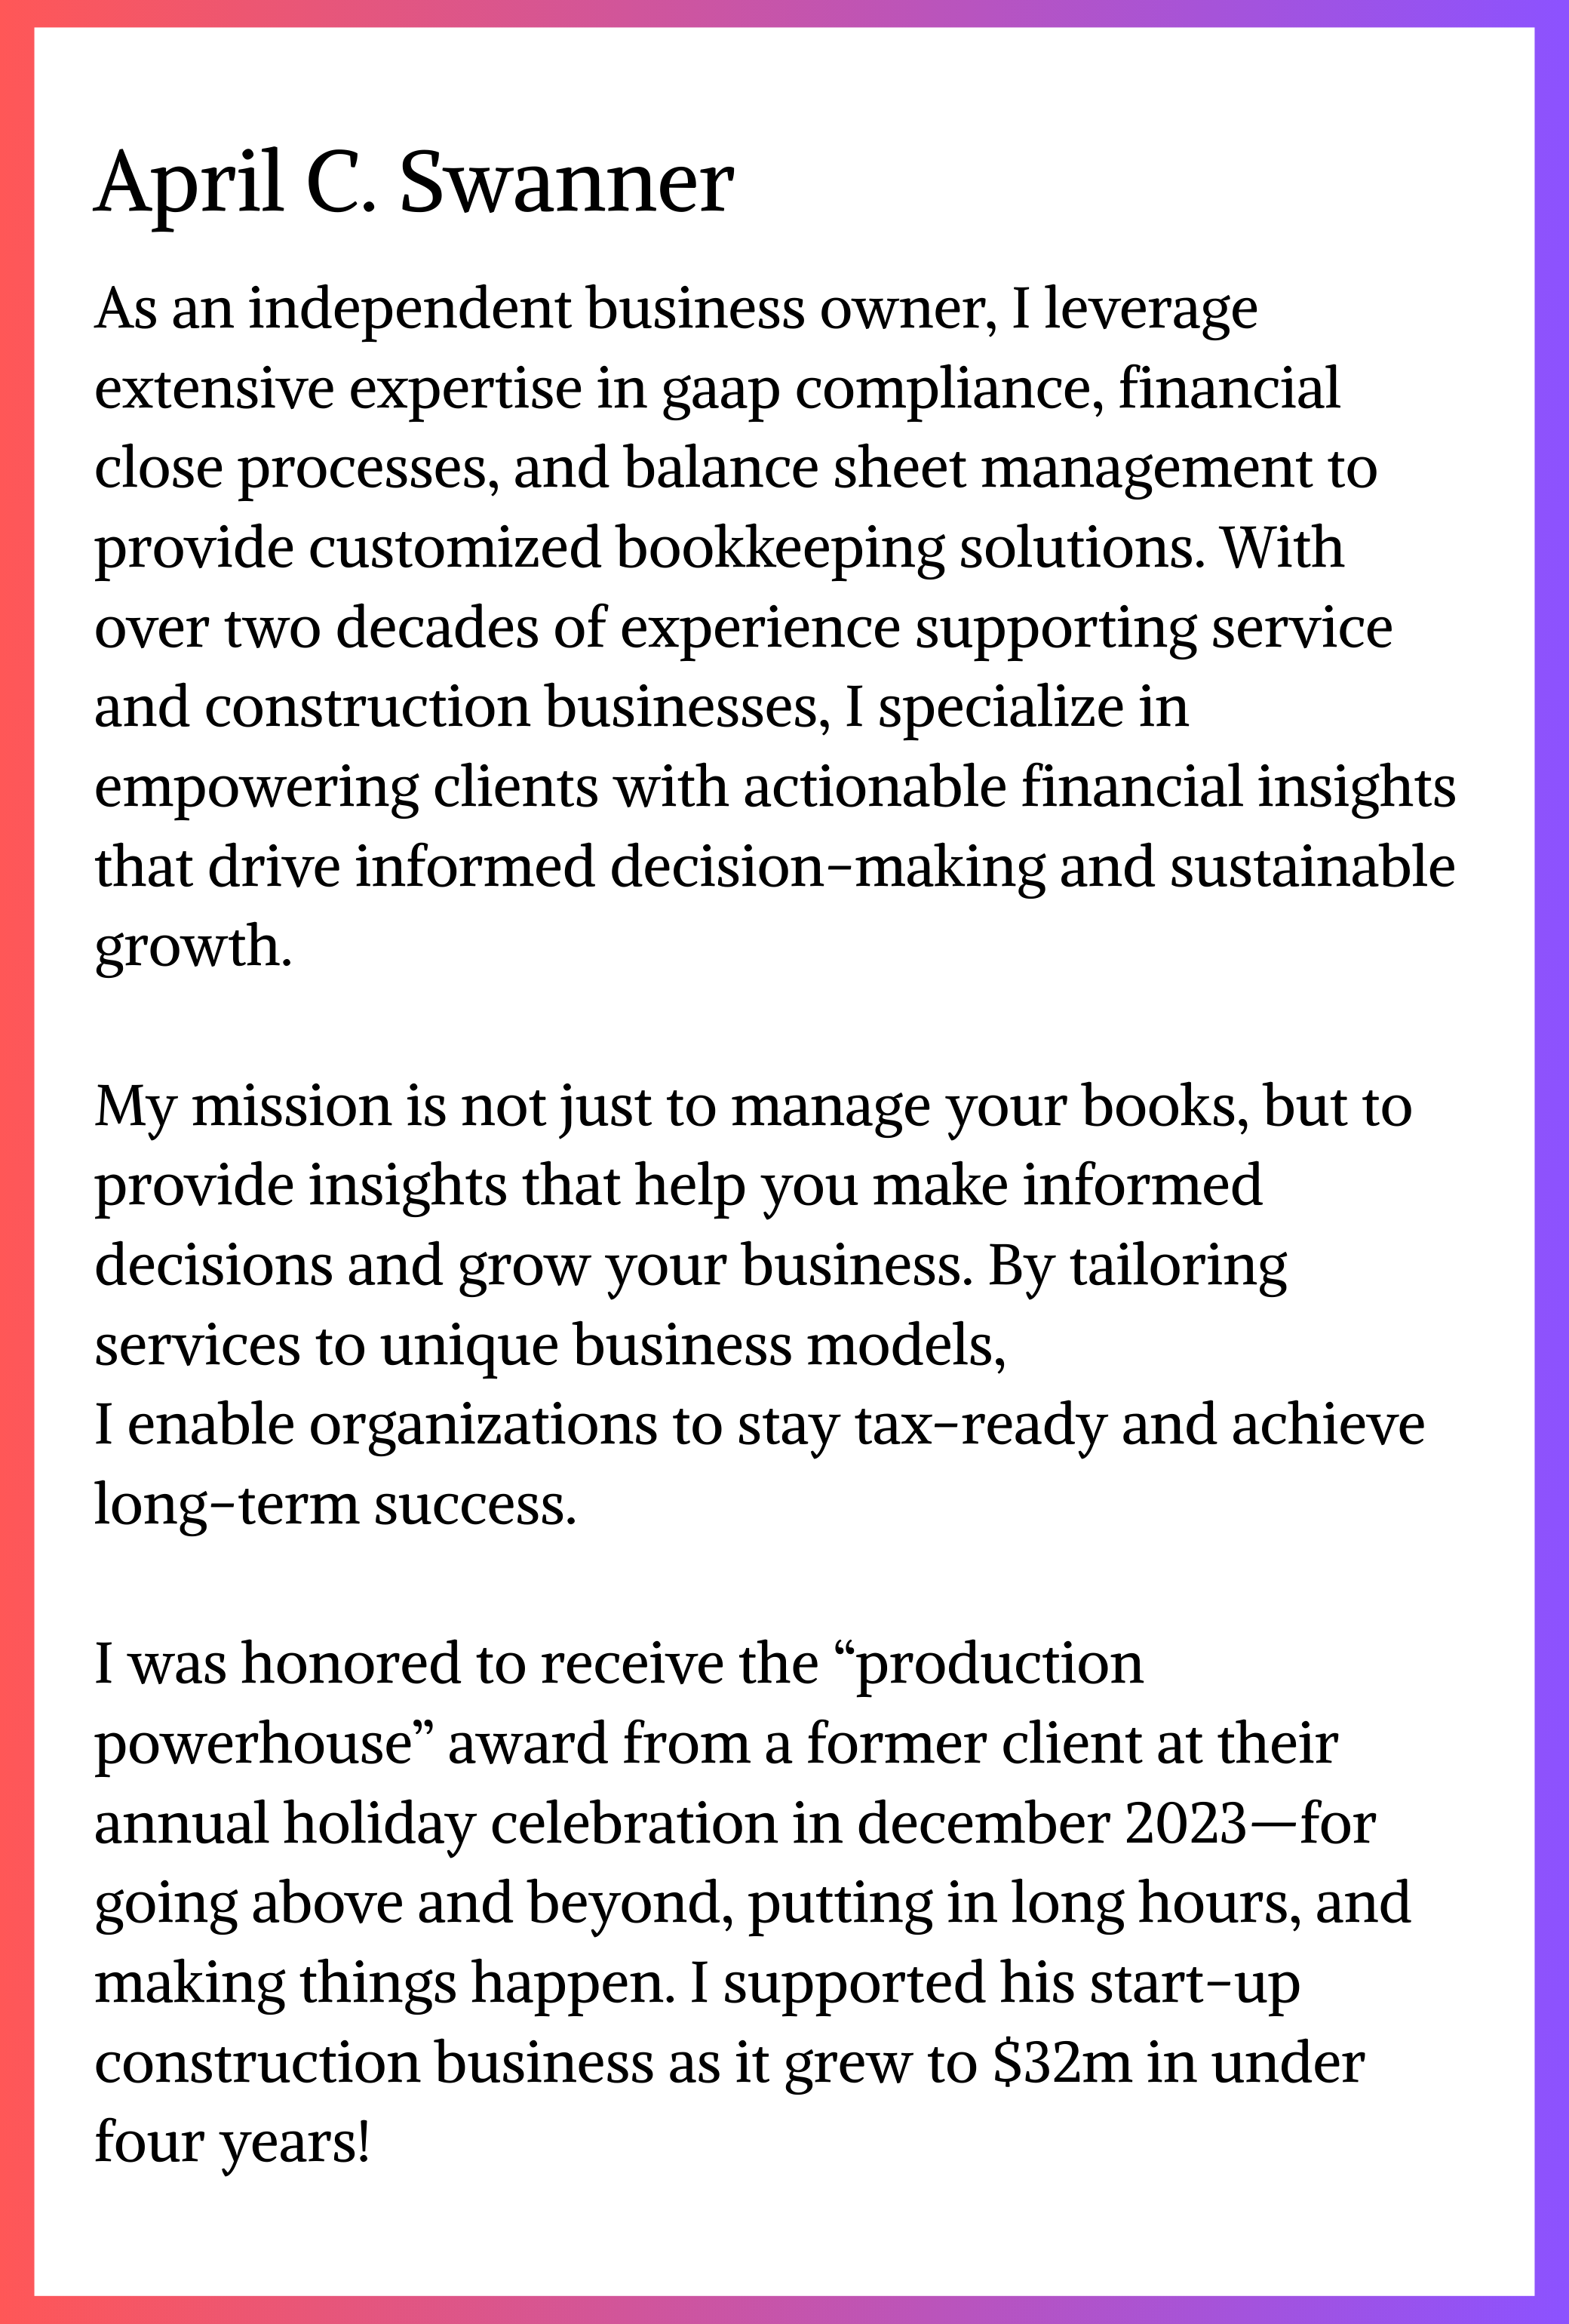 April C. Swanner
As an independent business owner, I leverage
extensive expertise in gaap compliance, financial
close processes, and balance sheet management to
provide customized bookkeeping solutions. With
over two decades of experience supporting service
and construction businesses, I specialize in
empowering clients with actionable financial insights
that drive informed decision-making and sustainable
growth.
My mission is not just to manage your books, but to
provide insights that help you make informed
decisions and grow your business. By tailoring
services to unique business models,
I enable organizations to stay tax-ready and achieve
long-term success.
I was honored to receive the “production
powerhouse” award from a former client at their
annual holiday celebration in december 2023—for
going above and beyond, putting in long hours, and
making things happen. I supported his start-up
construction business as it grew to $32m in under
four years!